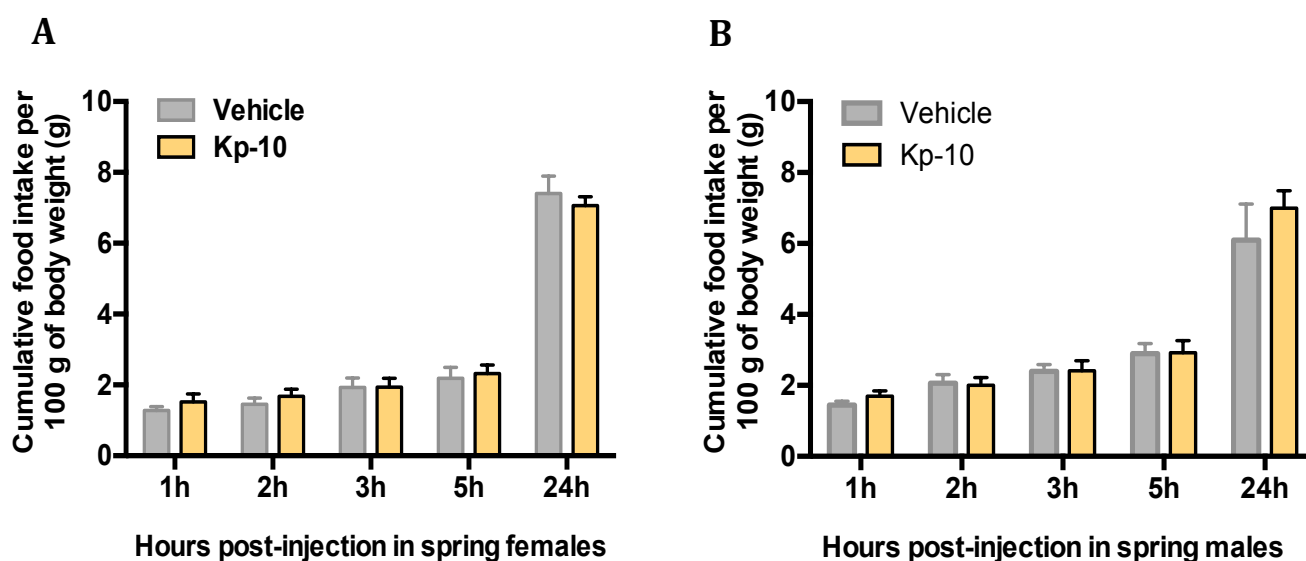 A
Cumulative food intake per
100 g of body weight (g)
10
8
6
4
2
0
Vehicle
Kp-10
1h 2h 3h 5h 24h
Hours post-injection in spring females
B
Cumulative food intake per
100 g of body weight (g)
10
8
6
4
2
0
Vehicle
Kp-10
1h 2h 3h 5h 24h
Hours post-injection in spring males